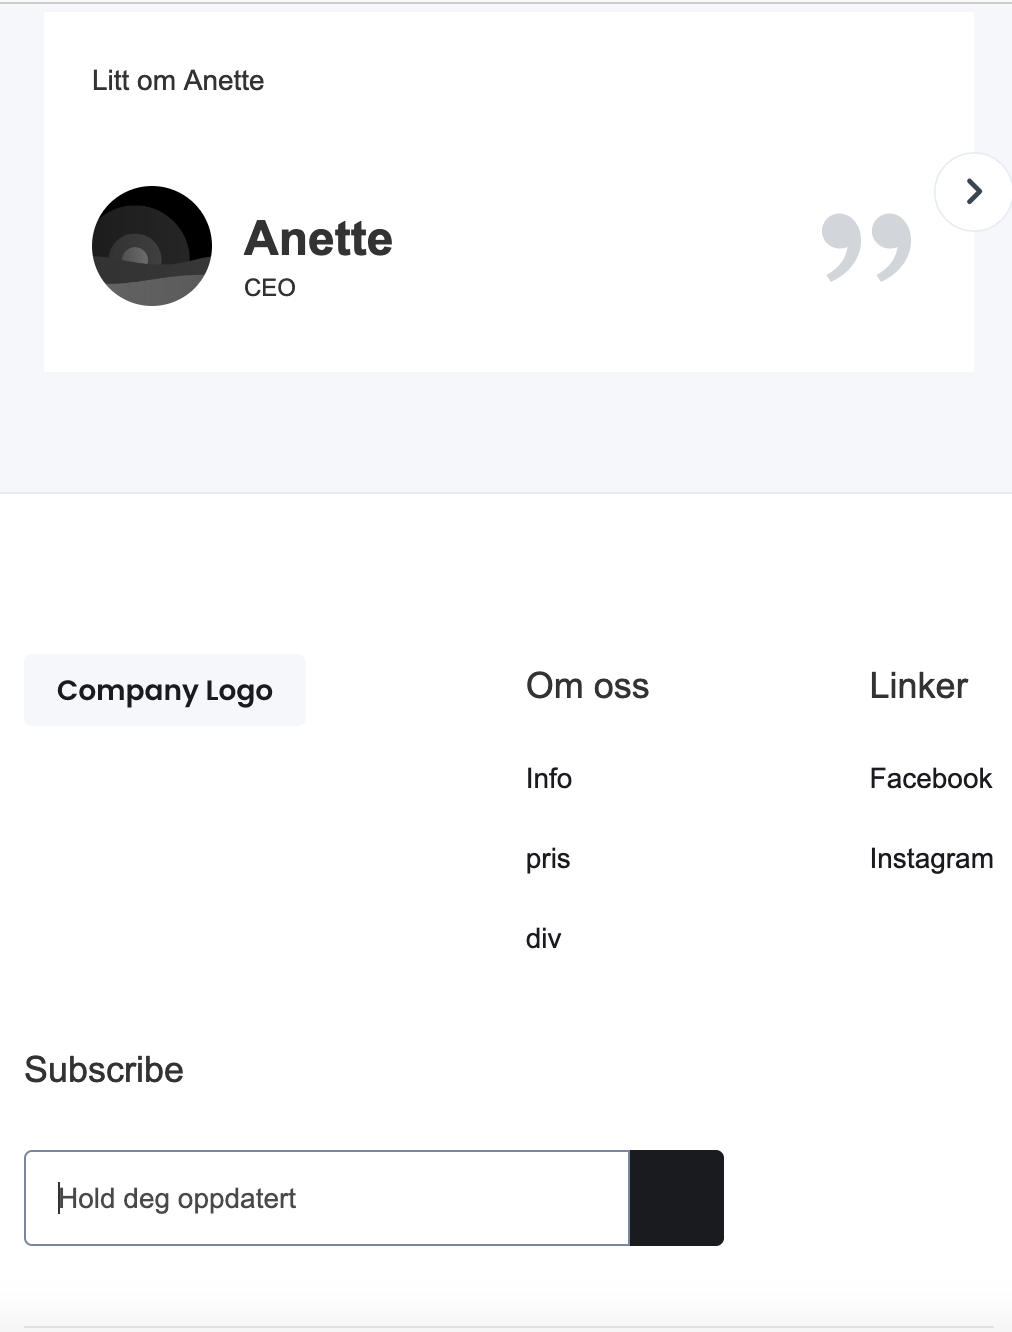 Litt om Anette
Anette
CEO
Company Logo
Om oss
Info
pris
div
Linker
Facebook
Instagram
Subscribe
Hold deg oppdatert